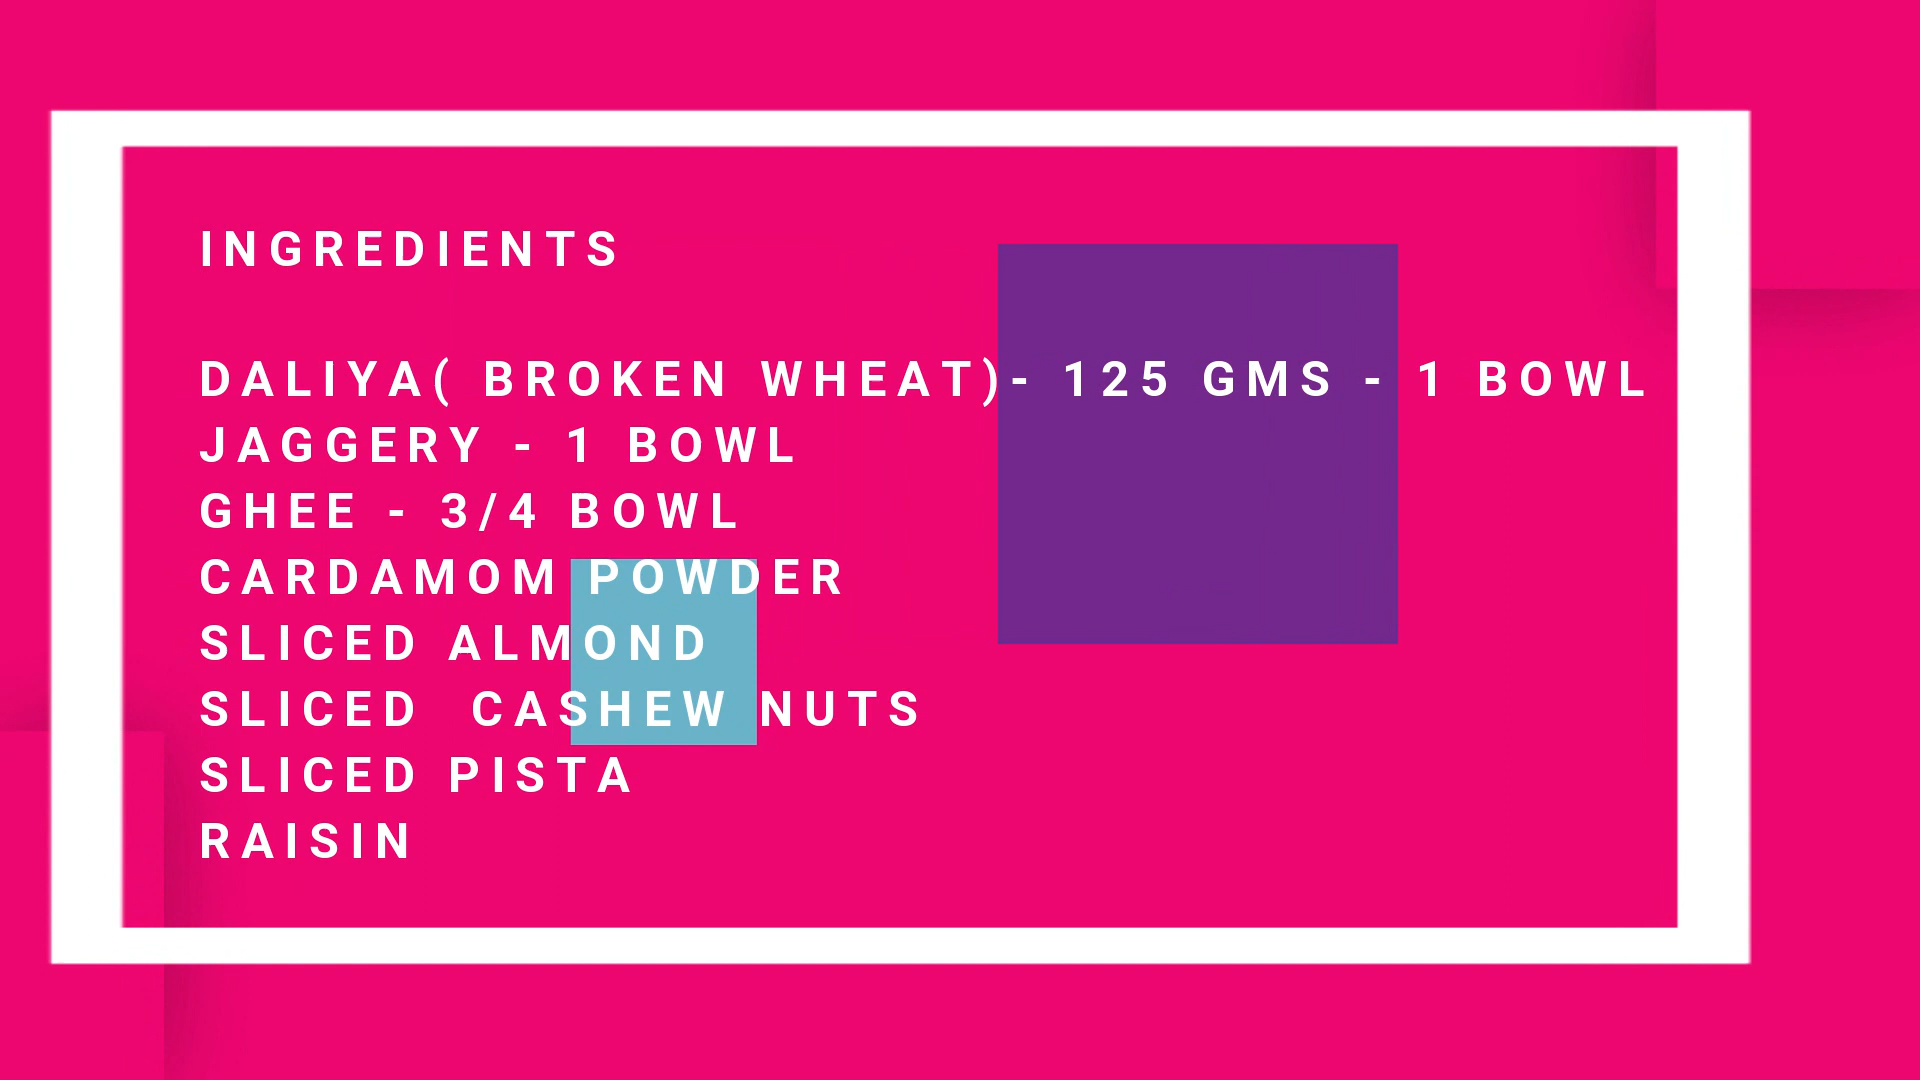 INGREDIENTS
DALIYA( BROKEN WHEAT)- 125 GMS - 1 BOWL
JAGGERY - 1 BOWL
GHEE - 3/4 BOWL
CARDAMOM POWDER
SLICED ALMOND
SLICED  CASHEW NUTS
SLICED PISTA
RAISIN